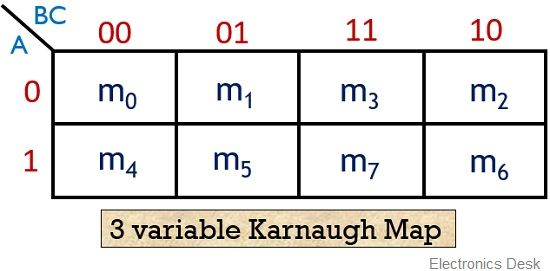 BC
A
00 01 11 10
0 m₀ m₁ m₃ m₂
1 m₄ m₅ m₇ m₆
3 variable Karnaugh Map
Electronics Desk